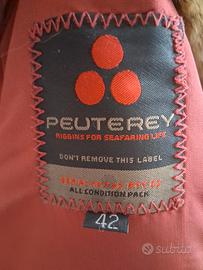 PEUTEREY
RIGGINS FOR SEAFARING LIFE
DON'T REMOVE THIS LABEL
ALL CONDITION PACK
42
subito